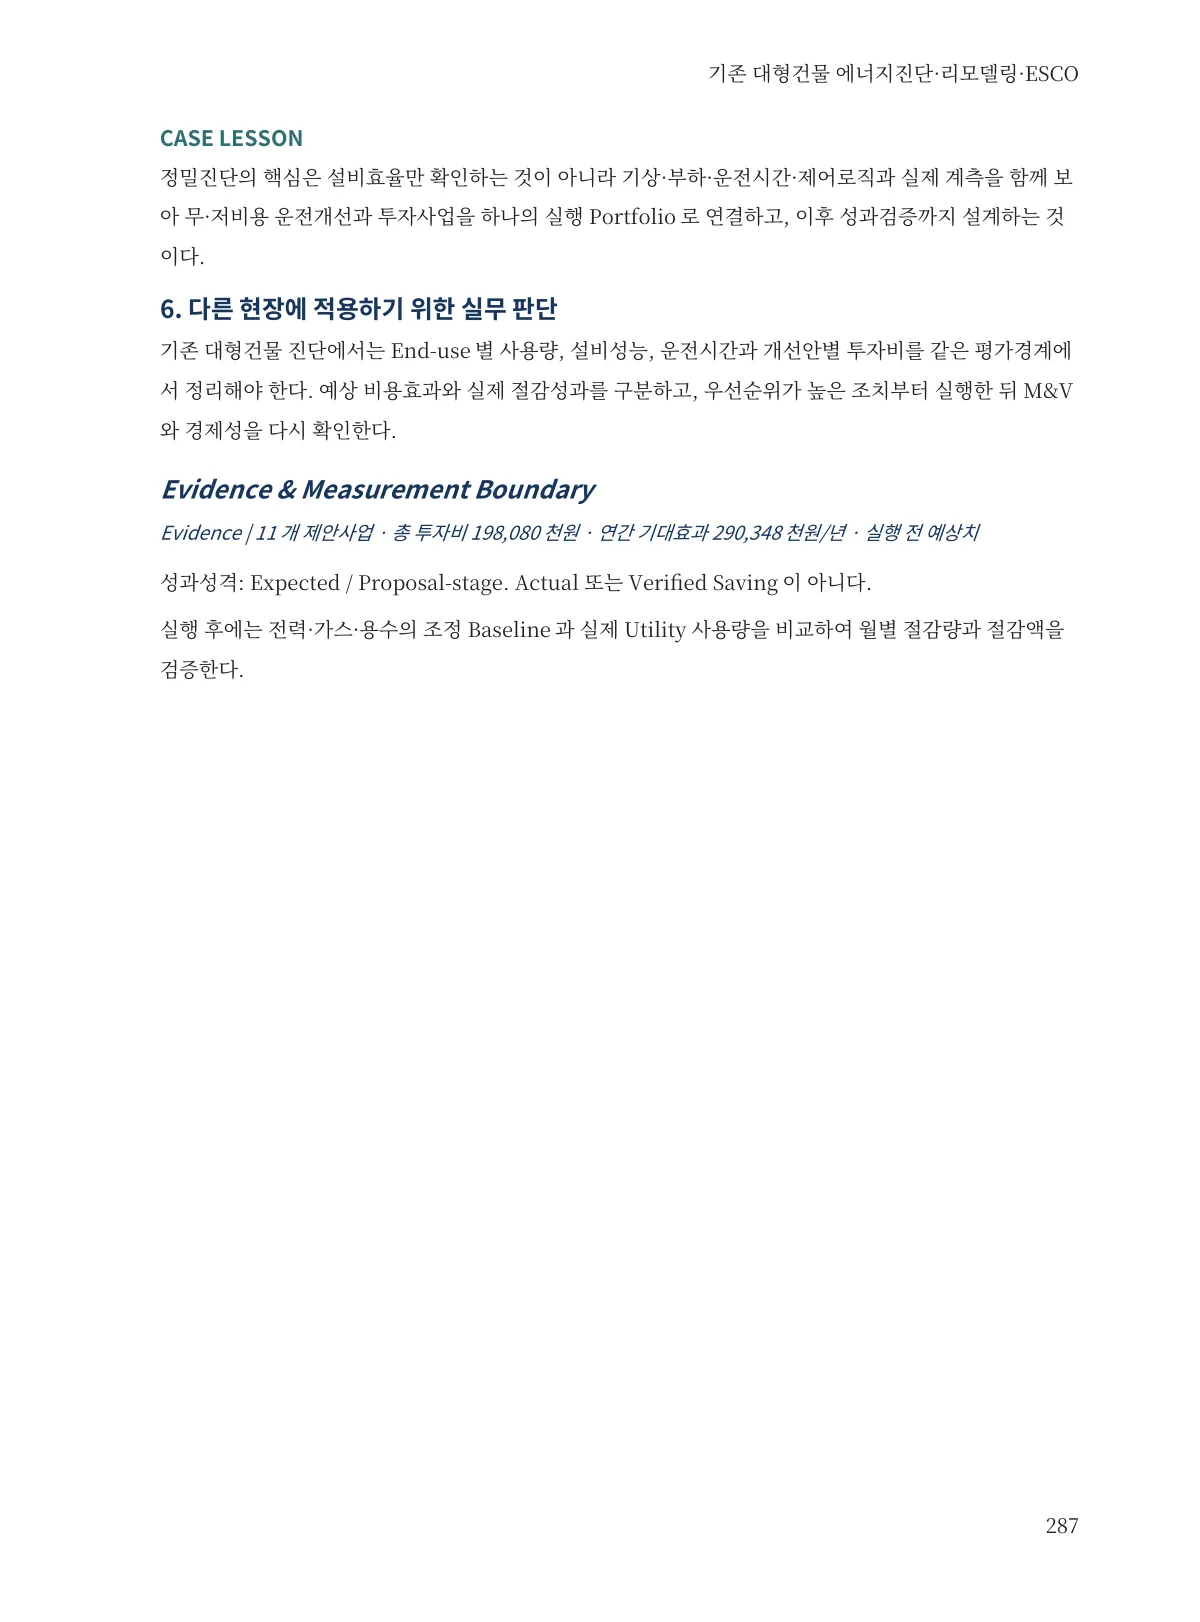 기존 대형건물 에너지진단·리모델링·ESCO
CASE LESSON
정밀진단의 핵심은 설비효율만 확인하는 것이 아니라 기상·부하·운전시간·제어로직과 실제 계측을 함께 보
아 무·저비용 운전개선과 투자사업을 하나의 실행 Portfolio 로 연결하고, 이후 성과검증까지 설계하는 것
이다.
6. 다른 현장에 적용하기 위한 실무 판단
기존 대형건물 진단에서는 End-use 별 사용량, 설비성능, 운전시간과 개선안별 투자비를 같은 평가경계에
서 정리해야 한다. 예상 비용효과와 실제 절감성과를 구분하고, 우선순위가 높은 조치부터 실행한 뒤 M&V
와 경제성을 다시 확인한다.
Evidence & Measurement Boundary
Evidence | 11 개 제안사업 · 총 투자비 198,080 천원 · 연간 기대효과 290,348 천원/년 · 실행 전 예상치
성과성격: Expected / Proposal-stage. Actual 또는 Verified Saving 이 아니다.
실행 후에는 전력·가스·용수의 조정 Baseline 과 실제 Utility 사용량을 비교하여 월별 절감량과 절감액을
검증한다.
287